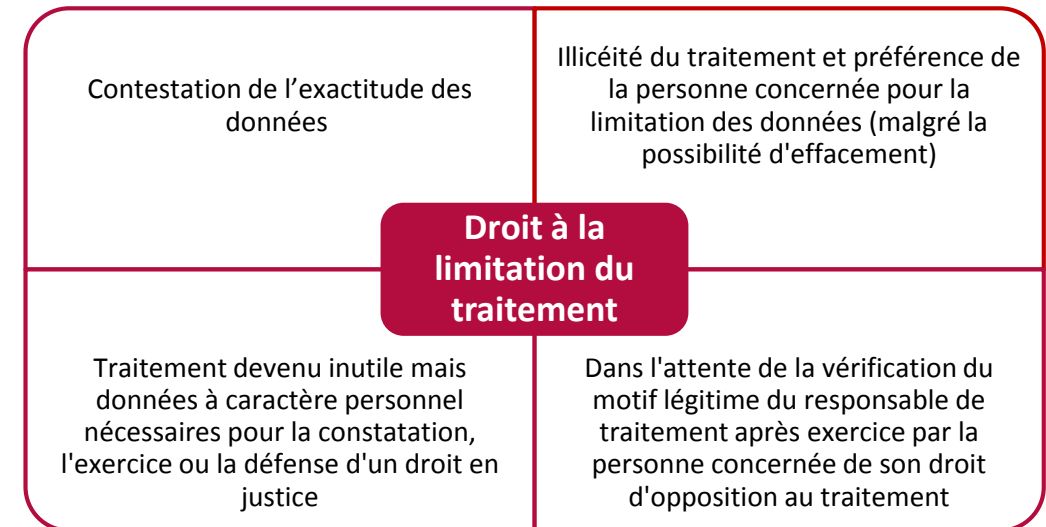 Contestation de l’exactitude des
données
Illicéité du traitement et préférence de
la personne concernée pour la
limitation des données (malgré la
possibilité d'effacement)
Droit à la
limitation du
traitement
Traitement devenu inutile mais
données à caractère personnel
nécessaires pour la constatation,
l'exercice ou la défense d'un droit en
justice
Dans l'attente de la vérification du
motif légitime du responsable de
traitement après exercice par la
personne concernée de son droit
d'opposition au traitement